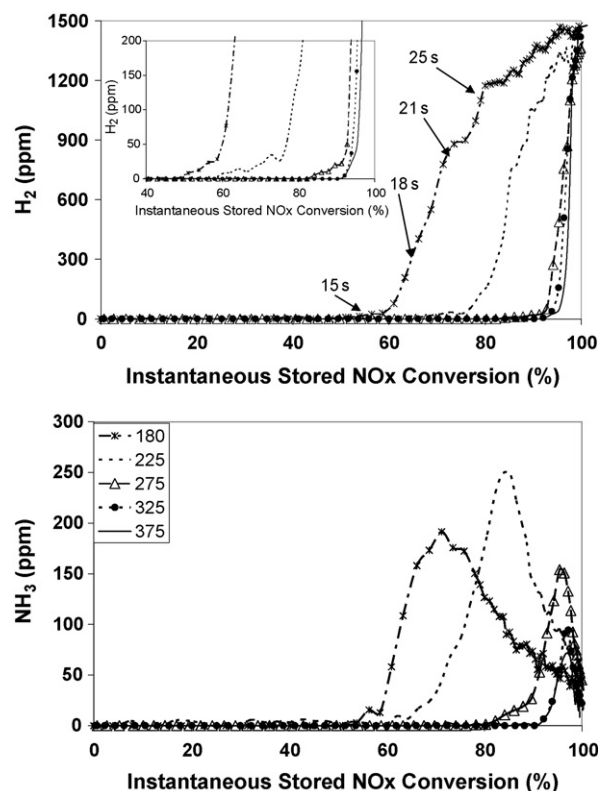 1500
1200
900
600
300
0
H₂ (ppm)
200
150
100
50
0
H₂ (ppm)
40 60 80 100
Instantaneous Stored NOx Conversion (%)
25 s
21 s
18 s
15 s
0 20 40 60 80 100
Instantaneous Stored NOx Conversion (%)
300
250
200
150
100
50
0
NH₃ (ppm)
180
225
275
325
375
0 20 40 60 80 100
Instantaneous Stored NOx Conversion (%)